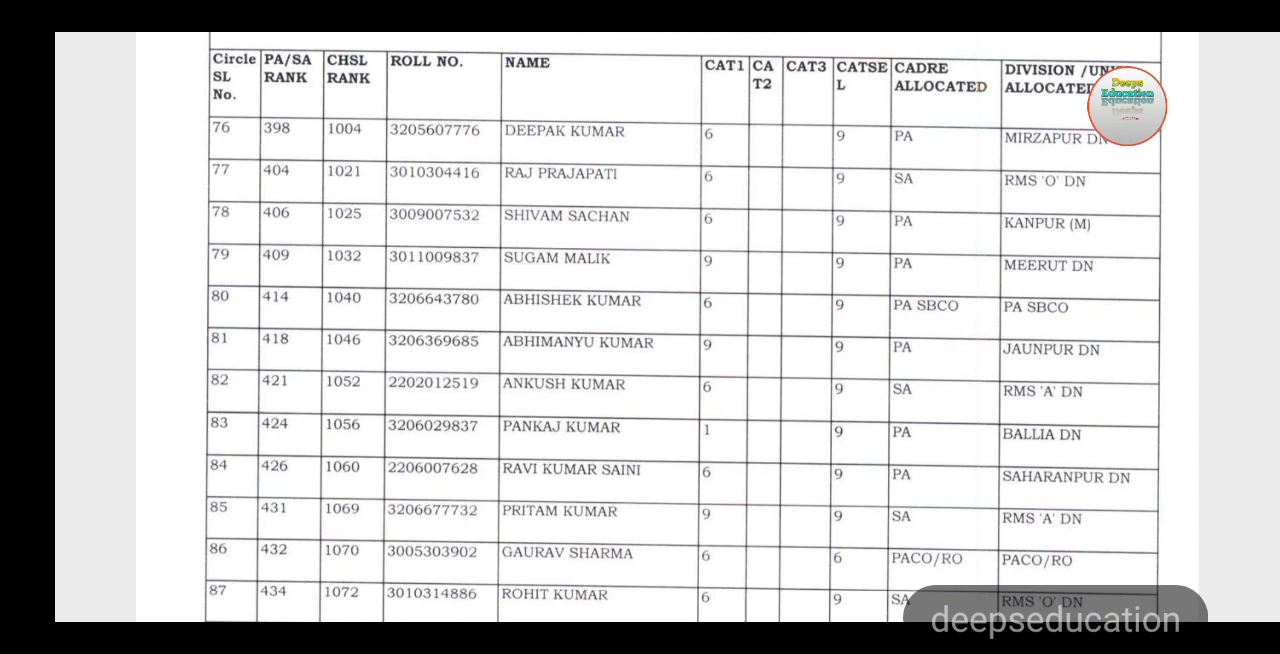 Circle SL No. PA/SA RANK CHSL RANK ROLL NO. NAME CAT1 CA T2 CAT3 CATSE L CADRE ALLOCATED DIVISION /UNIT ALLOCATED
76 398 1004 3205607776 DEEPAK KUMAR 6 9 PA MIRZAPUR DN
77 404 1021 3010304416 RAJ PRAJAPATI 6 9 SA RMS 'O' DN
78 406 1025 3009007532 SHIVAM SACHAN 6 9 PA KANPUR (M)
79 409 1032 3011009837 SUGAM MALIK 9 9 PA MEERUT DN
80 414 1040 3206643780 ABHISHEK KUMAR 6 9 PA SBCO PA SBCO
81 418 1046 3206369685 ABHIMANYU KUMAR 9 9 PA JAUNPUR DN
82 421 1052 2202012519 ANKUSH KUMAR 6 9 SA RMS 'A' DN
83 424 1056 3206029837 PANKAJ KUMAR 1 9 PA BALLIA DN
84 426 1060 2206007628 RAVI KUMAR SAINI 6 9 PA SAHARANPUR DN
85 431 1069 3206677732 PRITAM KUMAR 9 9 SA RMS 'A' DN
86 432 1070 3005303902 GAURAV SHARMA 6 6 PACO/RO PACO/RO
87 434 1072 3010314886 ROHIT KUMAR 6 9 SA RMS 'O' DN
Deeps
Education
deepseducation